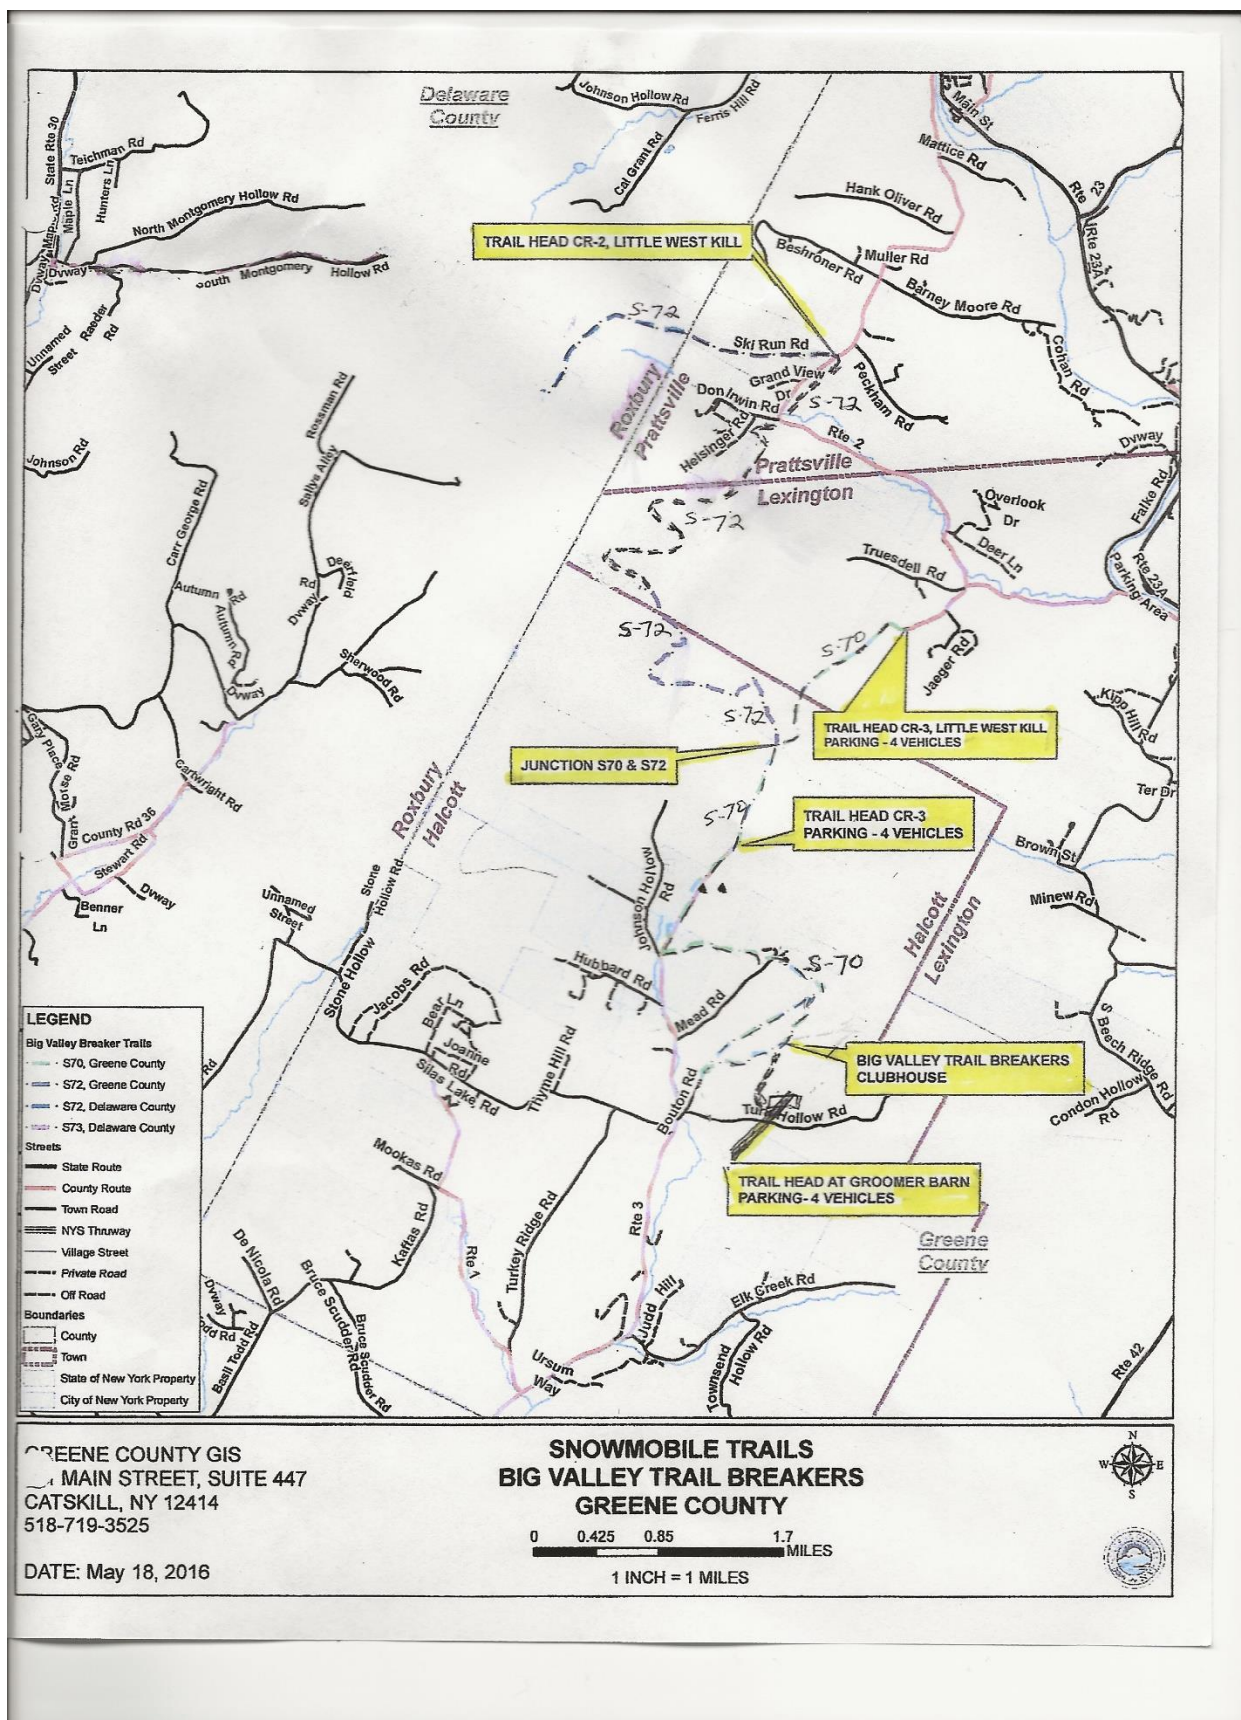 Delaware
County
Johnson Hollow Rd
Ferris Hill Rd
Cal Grant Rd
Main St
Mattice Rd
Rte 23
Rte 23A
Hank Oliver Rd
State Rte 30
Teichman Rd
Maple Ln
Hunters Ln
North Montgomery Hollow Rd
Dvway
Dvway
South Montgomery Hollow Rd
Raeder Rd
Unnamed Street
TRAIL HEAD CR-2, LITTLE WEST KILL
Beshroner Rd
Muller Rd
Barney Moore Rd
S-72
Ski Run Rd
Grand View Dr
Don Irwin Rd
S-72
Peckham Rd
Cohan Rd
Helsinger Rd
Rte 2
Roxbury
Prattsville
Prattsville
Lexington
Dvway
Falke Rd
Rossman Rd
Sallys Alley
Johnson Rd
Carr George Rd
S-72
Overlook Dr
Deer Ln
Truesdell Rd
Rte 23A
Parking Area
Deerfield Rd
Dvway
Autumn Rd
Autumn Rd
Dvway
Sherwood Rd
S-72
S-70
Jaeger Rd
S-72
TRAIL HEAD CR-3, LITTLE WEST KILL
PARKING - 4 VEHICLES
Kipp Hill Rd
Ter Dr
JUNCTION S70 & S72
Gary Place
Grant Morse Rd
Cartwright Rd
County Rd 36
Stewart Rd
Dvway
Benner Ln
Roxbury
Halcott
S-70
TRAIL HEAD CR-3
PARKING - 4 VEHICLES
Brown St
Minew Rd
Johnson Hollow Rd
Stone Hollow Rd
Unnamed Street
Stone Hollow
Halcott
Lexington
S-70
Hubbard Rd
Mead Rd
Jacobs Rd
Bear Ln
Joanne Rd
Silas Lake Rd
Thyme Hill Rd
Bouton Rd
S Beech Ridge Rd
Condon Hollow Rd
BIG VALLEY TRAIL BREAKERS
CLUBHOUSE
Hollow Rd
TRAIL HEAD AT GROOMER BARN
PARKING- 4 VEHICLES
Rd
Mookas Rd
Kaftas Rd
Turkey Ridge Rd
Rte 3
Greene
County
De Nicola Rd
Bruce Scudder Rd
Bruce Scudder Rd
Dvway
Basil Todd Rd
Judd Hill
Elk Creek Rd
Townsend Hollow Rd
Ursum Way
Rte 42
LEGEND
Big Valley Breaker Trails
S70, Greene County
S72, Greene County
S72, Delaware County
S73, Delaware County
Streets
State Route
County Route
Town Road
NYS Thruway
Village Street
Private Road
Off Road
Boundaries
County
Town
State of New York Property
City of New York Property
REENE COUNTY GIS
MAIN STREET, SUITE 447
CATSKILL, NY 12414
518-719-3525
DATE: May 18, 2016
SNOWMOBILE TRAILS
BIG VALLEY TRAIL BREAKERS
GREENE COUNTY
0 0.425 0.85 1.7
MILES
1 INCH = 1 MILES
N
W E
S